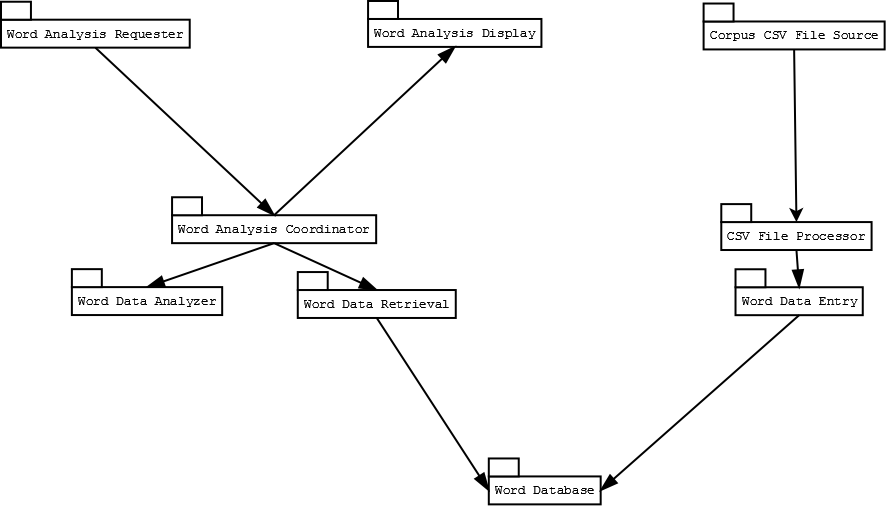 Word Analysis Requester
Word Analysis Display
Corpus CSV File Source
Word Analysis Coordinator
CSV File Processor
Word Data Analyzer
Word Data Retrieval
Word Data Entry
Word Database